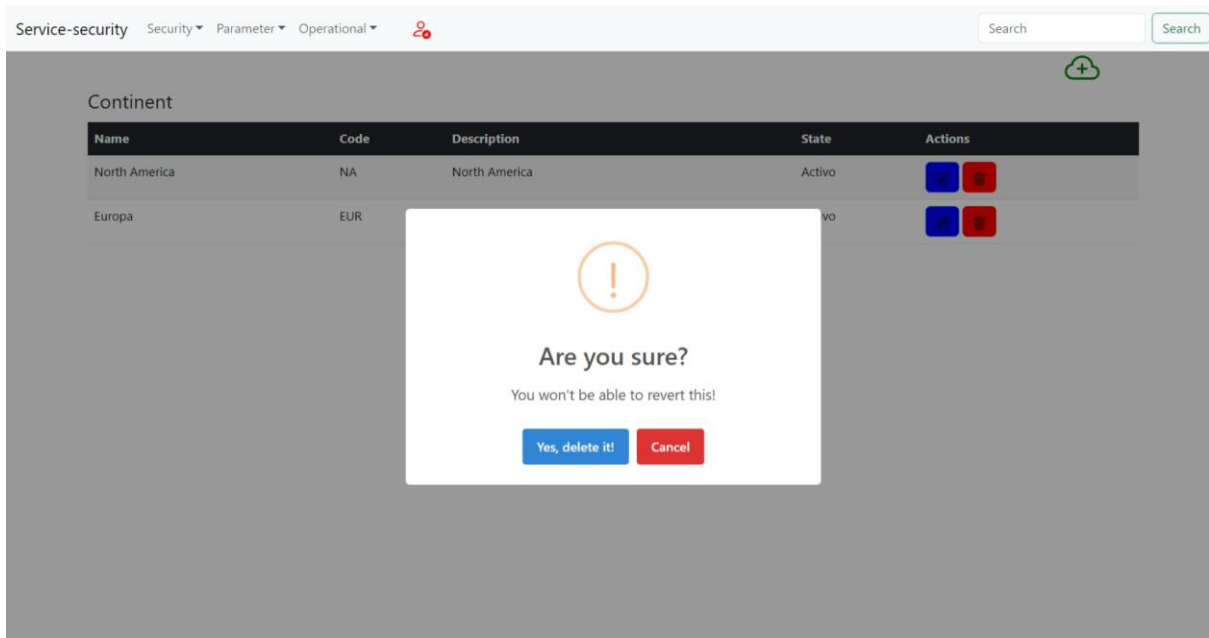 Service-security Security Parameter Operational Search Search
Continent
Name Code Description State Actions
North America NA North America Activo
Europa EUR vo
!
Are you sure?
You won't be able to revert this!
Yes, delete it! Cancel